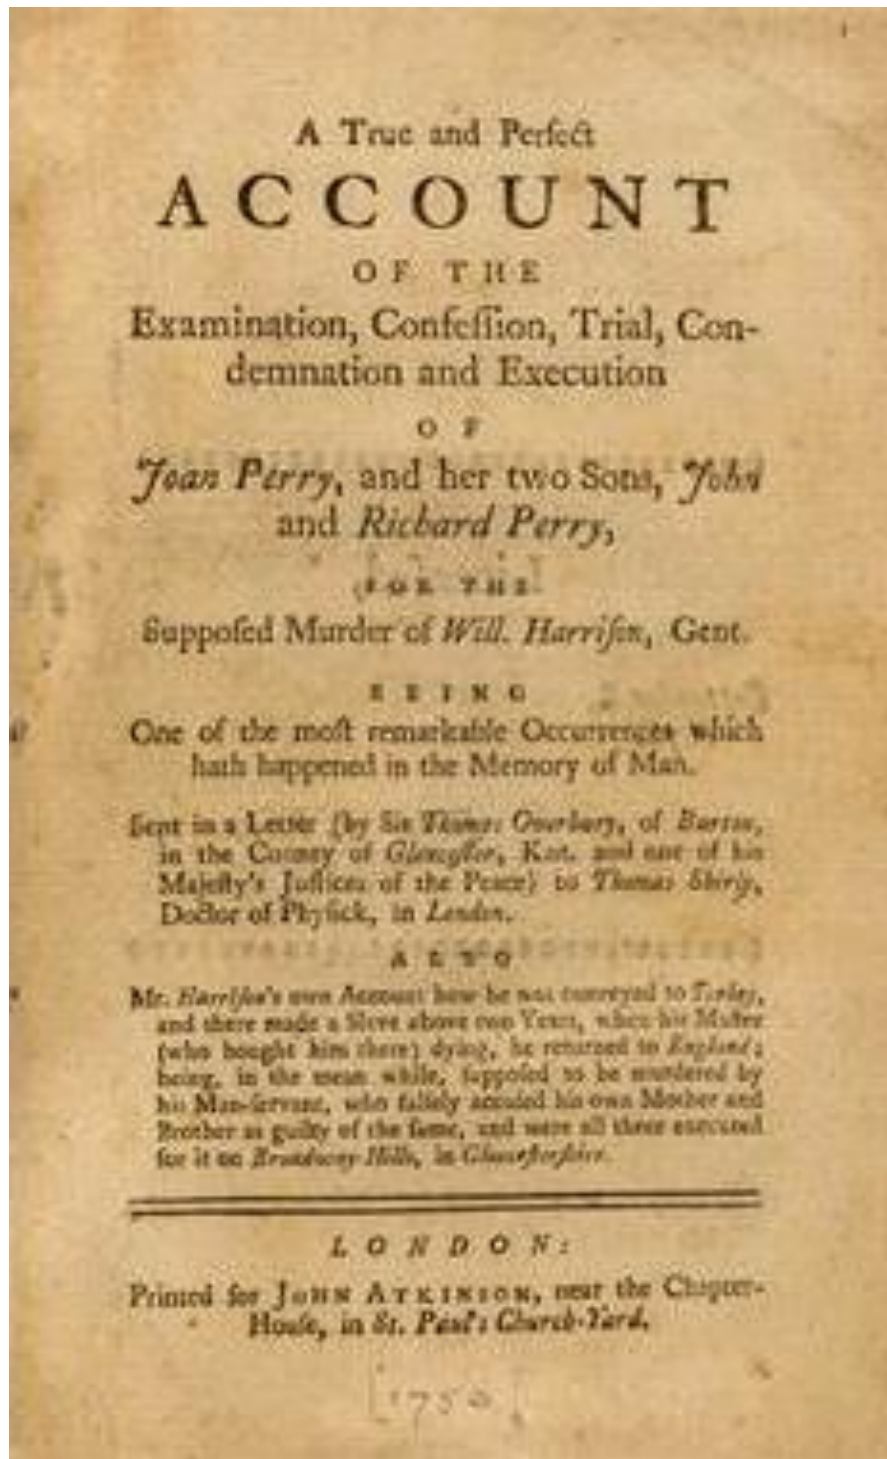 A True and Perfect
ACCOUNT
OF THE
Examination, Confeſſion, Trial, Con-
demnation and Execution
OF
Joan Perry, and her two Sons, John
and Richard Perry,
FOR THE
Suppoſed Murder of Will. Harriſon, Gent.
BEING
One of the moſt remarkable Occurrences which
hath happened in the Memory of Man.
Sent in a Letter (by Sir Thomas Overbury, of Burton,
in the County of Gloceſter, Knt. and one of his
Majeſty's Juſtices of the Peace) to Thomas Shirly,
Doctor of Phyſick, in London.
ALSO
Mr. Harriſon's own Account how he was conveyed to Turkey,
and there made a Slave above two Years, when his Maſter
(who bought him there) dying, he returned to England;
being, in the mean while, ſuppoſed to be murdered by
his Man-ſervant, who falſely accuſed his own Mother and
Brother as guilty of the ſame, and were all three executed
for it on Broadway-Hills, in Gloceſterſhire.
LONDON:
Printed for JOHN ATKINSON, near the Chapter-
Houſe, in St. Paul's Church-Yard.
[1750]